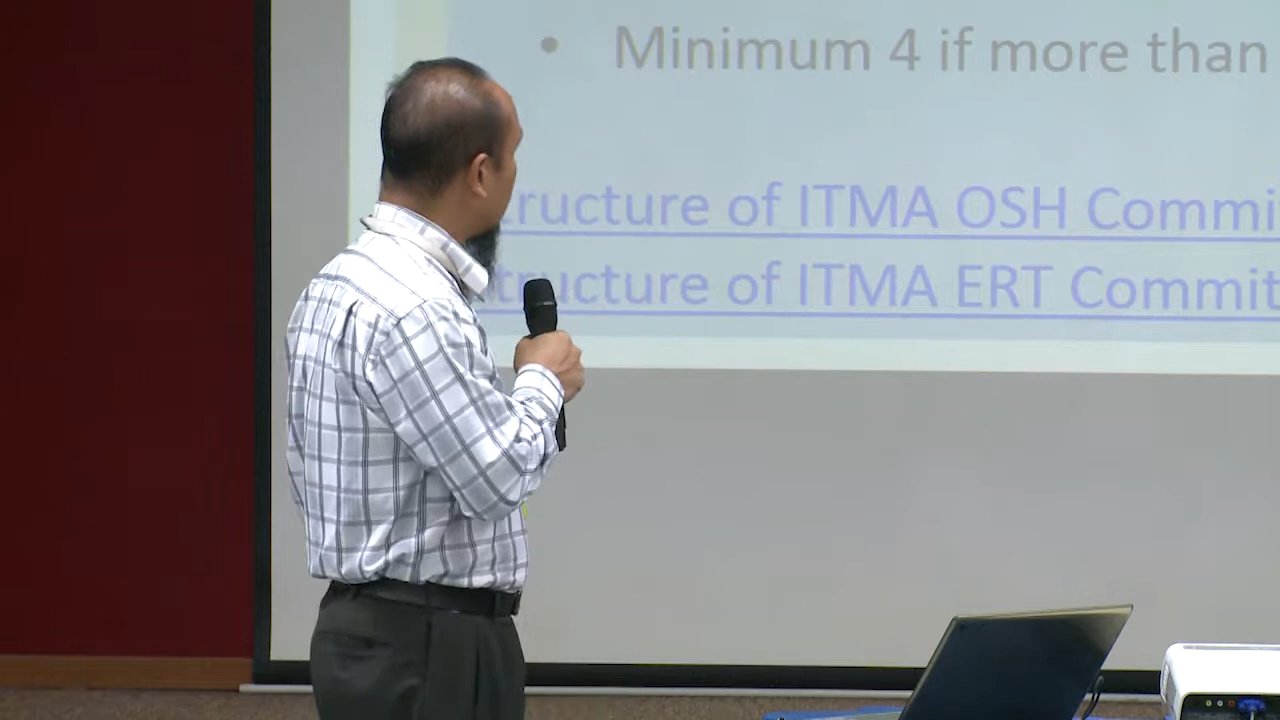 • Minimum 4 if more than
tructure of ITMA OSH Commi
tructure of ITMA ERT Commit